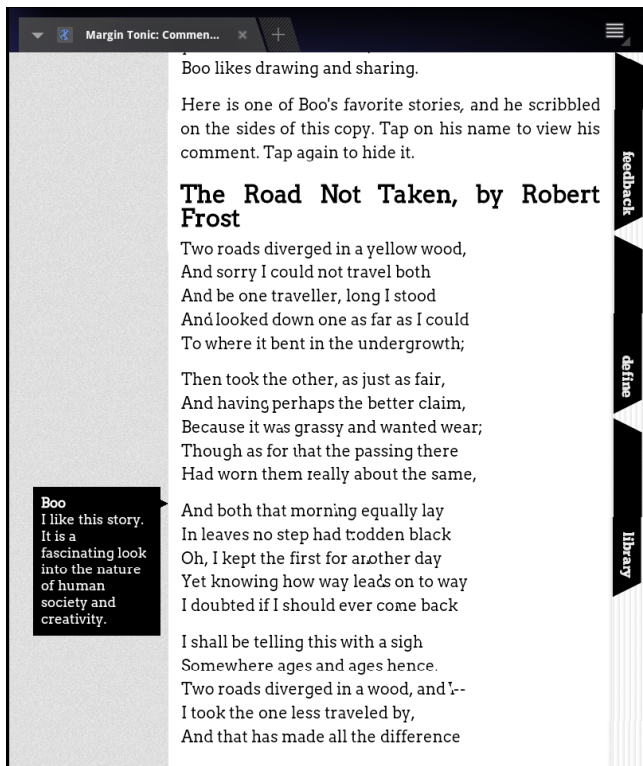 Margin Tonic: Commen...
Boo likes drawing and sharing.
Here is one of Boo's favorite stories, and he scribbled
on the sides of this copy. Tap on his name to view his
comment. Tap again to hide it.
The Road Not Taken, by Robert
Frost
Two roads diverged in a yellow wood,
And sorry I could not travel both
And be one traveller, long I stood
And looked down one as far as I could
To where it bent in the undergrowth;
Then took the other, as just as fair,
And having perhaps the better claim,
Because it was grassy and wanted wear;
Though as for that the passing there
Had worn them really about the same,
And both that morning equally lay
In leaves no step had trodden black
Oh, I kept the first for another day
Yet knowing how way leads on to way
I doubted if I should ever come back
I shall be telling this with a sigh
Somewhere ages and ages hence.
Two roads diverged in a wood, and I--
I took the one less traveled by,
And that has made all the difference
Boo
I like this story.
It is a
fascinating look
into the nature
of human
society and
creativity.
feedback
define
library